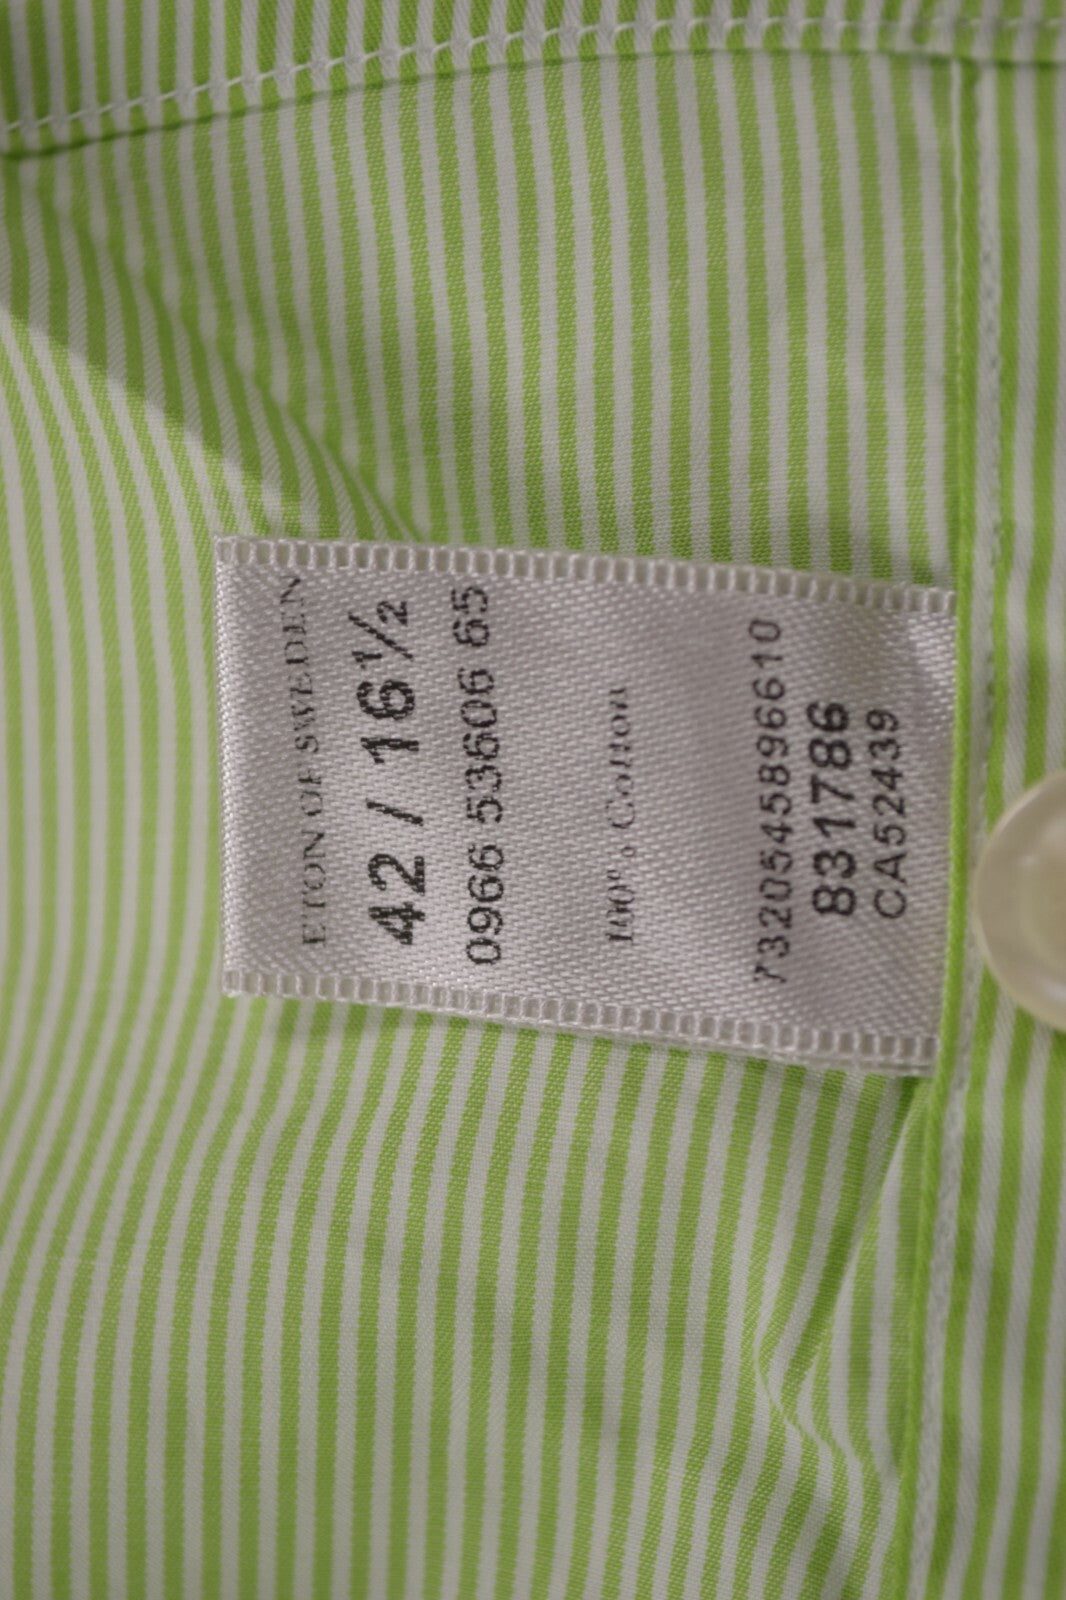 ETON OF SWEDEN
42 / 16½
0966 53606 65
100% Cotton
7320545896610
831786
CA52439